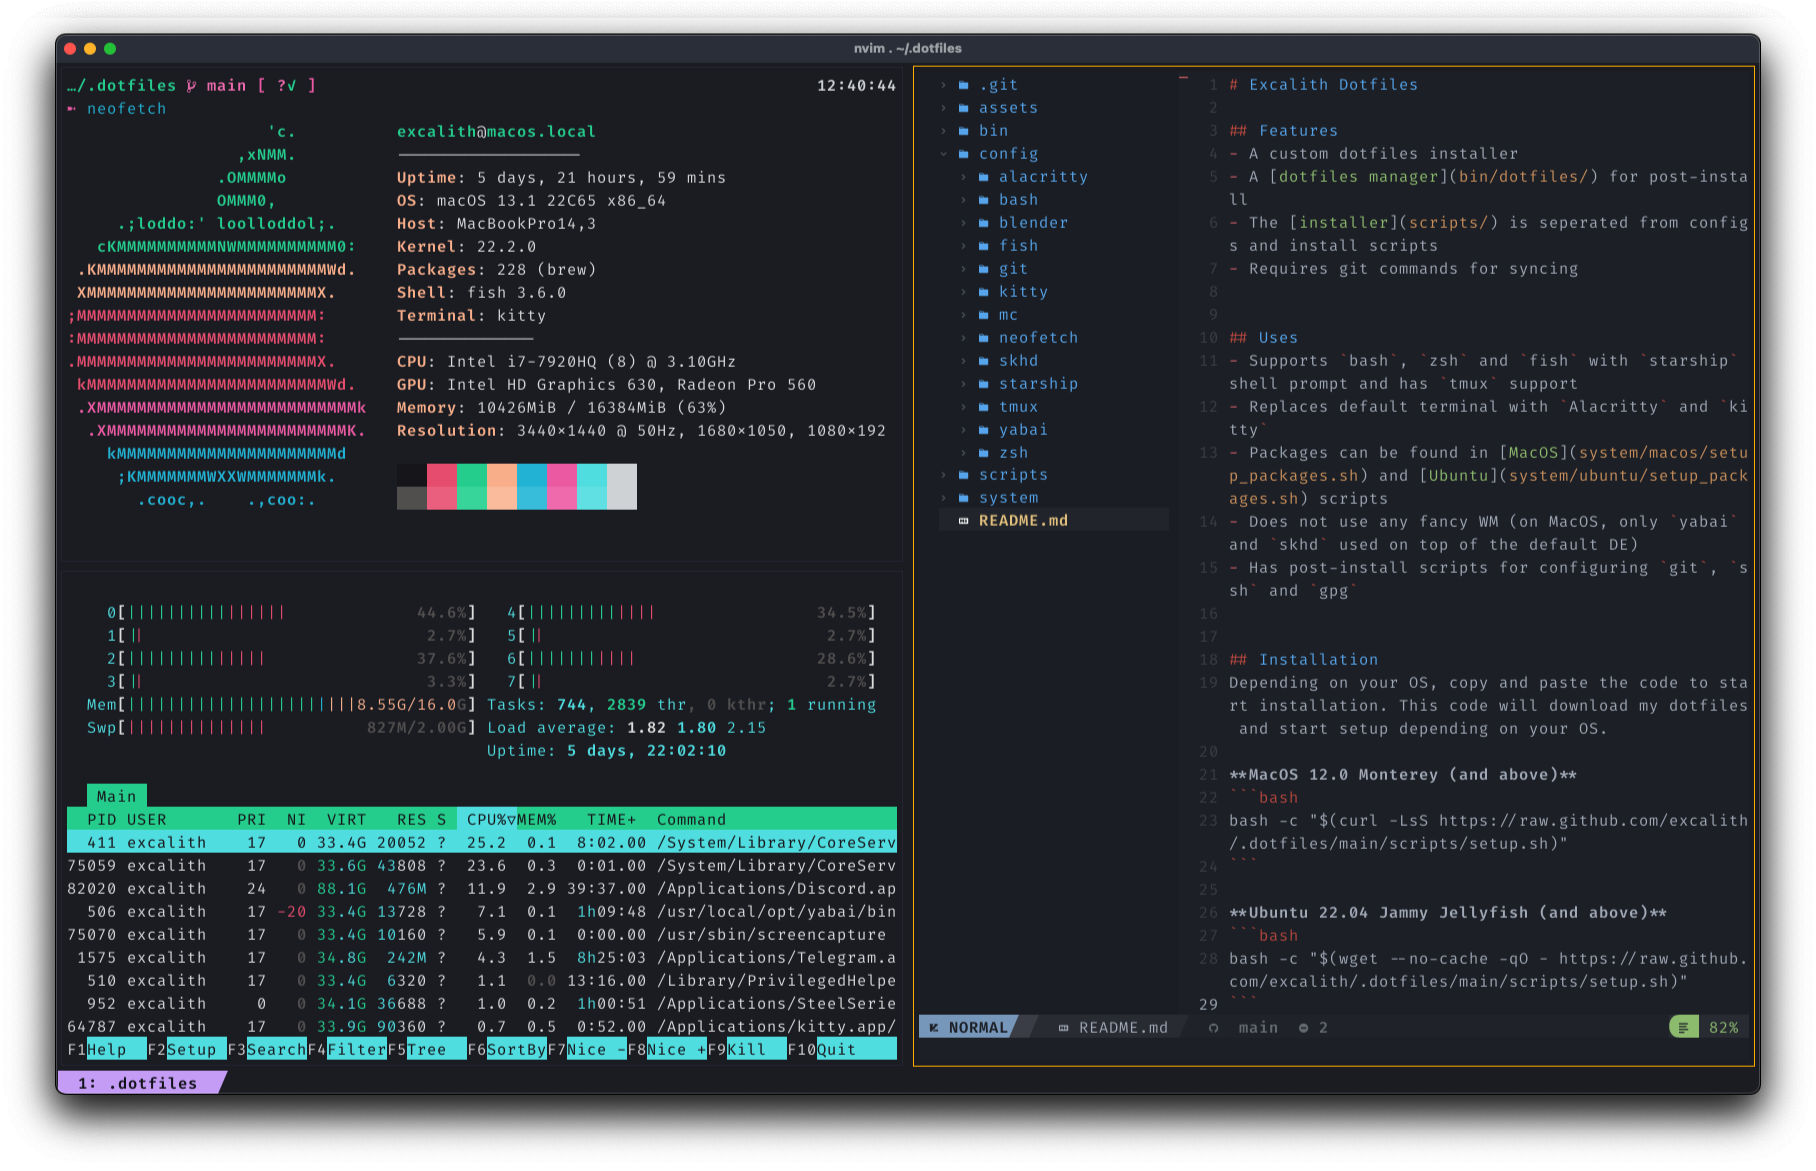 nvim . ~/.dotfiles
…/.dotfiles main [ ?√ ]
12:40:44
neofetch
'c.
,xNMM.
.OMMMMo
OMMM0,
.;loddo:' loolloddol;.
cKMMMMMMMMMMNWMMMMMMMMMM0:
.KMMMMMMMMMMMMMMMMMMMMMMMWd.
XMMMMMMMMMMMMMMMMMMMMMMMX.
;MMMMMMMMMMMMMMMMMMMMMMMM:
:MMMMMMMMMMMMMMMMMMMMMMMM:
.MMMMMMMMMMMMMMMMMMMMMMMMX.
kMMMMMMMMMMMMMMMMMMMMMMMMWd.
.XMMMMMMMMMMMMMMMMMMMMMMMMMMk
.XMMMMMMMMMMMMMMMMMMMMMMMMK.
kMMMMMMMMMMMMMMMMMMMMMMd
;KMMMMMMMWXXWMMMMMMMk.
.cooc,. .,coo:.
excalith@macos.local
Uptime: 5 days, 21 hours, 59 mins
OS: macOS 13.1 22C65 x86_64
Host: MacBookPro14,3
Kernel: 22.2.0
Packages: 228 (brew)
Shell: fish 3.6.0
Terminal: kitty
CPU: Intel i7-7920HQ (8) @ 3.10GHz
GPU: Intel HD Graphics 630, Radeon Pro 560
Memory: 10426MiB / 16384MiB (63%)
Resolution: 3440×1440 @ 50Hz, 1680×1050, 1080×192
0[||||||||||||||||44.6%] 4[|||||||||||||34.5%]
1[||2.7%] 5[||2.7%]
2[||||||||||||||37.6%] 6[|||||||||||28.6%]
3[||3.3%] 7[||2.7%]
Mem[|||||||||||||||||||||||8.55G/16.0G] Tasks: 744, 2839 thr, 0 kthr; 1 running
Swp[||||||||||||||827M/2.00G] Load average: 1.82 1.80 2.15
Uptime: 5 days, 22:02:10
Main
PID USER PRI NI VIRT RES S CPU%▽MEM% TIME+ Command
411 excalith 17 0 33.4G 20052 ? 25.2 0.1 8:02.00 /System/Library/CoreServ
75059 excalith 17 0 33.6G 43808 ? 23.6 0.3 0:01.00 /System/Library/CoreServ
82020 excalith 24 0 88.1G 476M ? 11.9 2.9 39:37.00 /Applications/Discord.ap
506 excalith 17 -20 33.4G 13728 ? 7.1 0.1 1h09:48 /usr/local/opt/yabai/bin
75070 excalith 17 0 33.4G 10160 ? 5.9 0.1 0:00.00 /usr/sbin/screencapture
1575 excalith 17 0 34.8G 242M ? 4.3 1.5 8h25:03 /Applications/Telegram.a
510 excalith 17 0 33.4G 6320 ? 1.1 0.0 13:16.00 /Library/PrivilegedHelpe
952 excalith 0 0 34.1G 36688 ? 1.0 0.2 1h00:51 /Applications/SteelSerie
64787 excalith 17 0 33.9G 90360 ? 0.7 0.5 0:52.00 /Applications/kitty.app/
F1Help F2Setup F3SearchF4FilterF5Tree F6SortByF7Nice -F8Nice +F9Kill F10Quit
1: .dotfiles
.git
assets
bin
config
alacritty
bash
blender
fish
git
kitty
mc
neofetch
skhd
starship
tmux
yabai
zsh
scripts
system
README.md
1 # Excalith Dotfiles
2
3 ## Features
4 - A custom dotfiles installer
5 - A [dotfiles manager](bin/dotfiles/) for post-insta
ll
6 - The [installer](scripts/) is seperated from config
s and install scripts
7 - Requires git commands for syncing
8
9
10 ## Uses
11 - Supports `bash`, `zsh` and `fish` with `starship`
shell prompt and has `tmux` support
12 - Replaces default terminal with `Alacritty` and `ki
tty`
13 - Packages can be found in [MacOS](system/macos/setu
p_packages.sh) and [Ubuntu](system/ubuntu/setup_pack
ages.sh) scripts
14 - Does not use any fancy WM (on MacOS, only `yabai`
and `skhd` used on top of the default DE)
15 - Has post-install scripts for configuring `git`, `s
sh` and `gpg`
16
17
18 ## Installation
19 Depending on your OS, copy and paste the code to sta
rt installation. This code will download my dotfiles
and start setup depending on your OS.
20
21 **MacOS 12.0 Monterey (and above)**
22 ```bash
23 bash -c "$(curl -LsS https://raw.github.com/excalith
/.dotfiles/main/scripts/setup.sh)"
24 ```
25
26 **Ubuntu 22.04 Jammy Jellyfish (and above)**
27 ```bash
28 bash -c "$(wget --no-cache -qO - https://raw.github.
com/excalith/.dotfiles/main/scripts/setup.sh)"
29 ```
NORMAL README.md main 2 82%